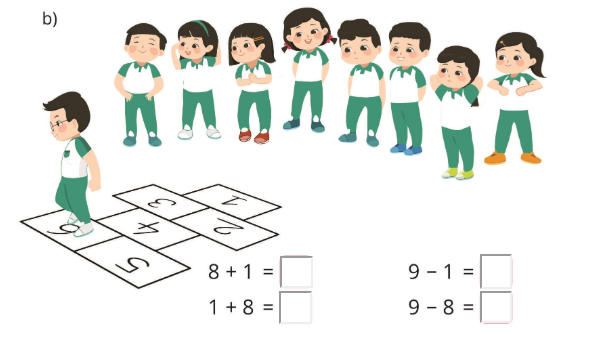 b)
1
3
2
4
6
5
8 + 1 =
9 – 1 =
1 + 8 =
9 – 8 =